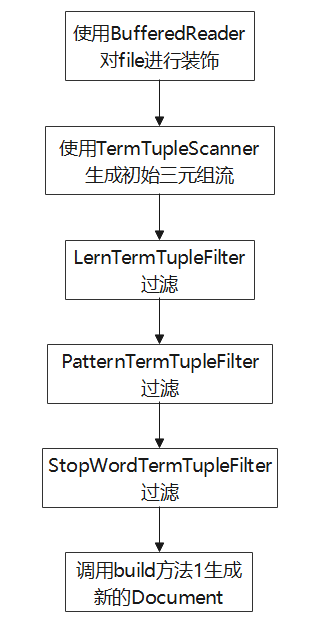 使用BufferedReader
对file进行装饰
使用TermTupleScanner
生成初始三元组流
LernTermTupleFilter
过滤
PatternTermTupleFilter
过滤
StopWordTermTupleFilter
过滤
调用build方法1生成
新的Document